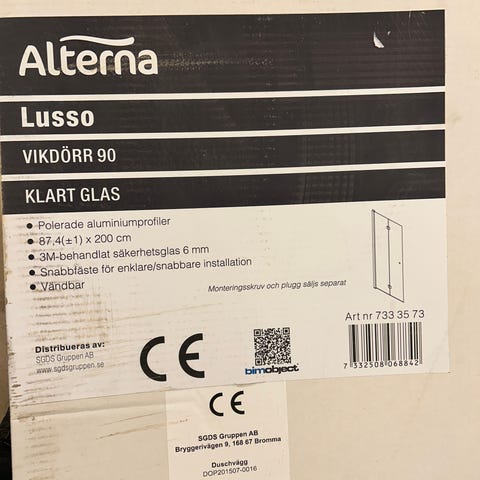 Alterna
Lusso
VIKDÖRR 90
KLART GLAS
• Polerade aluminiumprofiler
• 87,4(±1) x 200 cm
• 3M-behandlat säkerhetsglas 6 mm
• Snabbfäste för enklare/snabbare installation
• Vändbar
Monteringsskruv och plugg säljs separat
Art nr 733 35 73
7 332508 068842
Distribueras av:
SGDS Gruppen AB
www.sgdsgruppen.se
CE
bimobject®
CE
SGDS Gruppen AB
Bryggerivägen 9, 168 67 Bromma
Duschvägg
DOP201507-0016